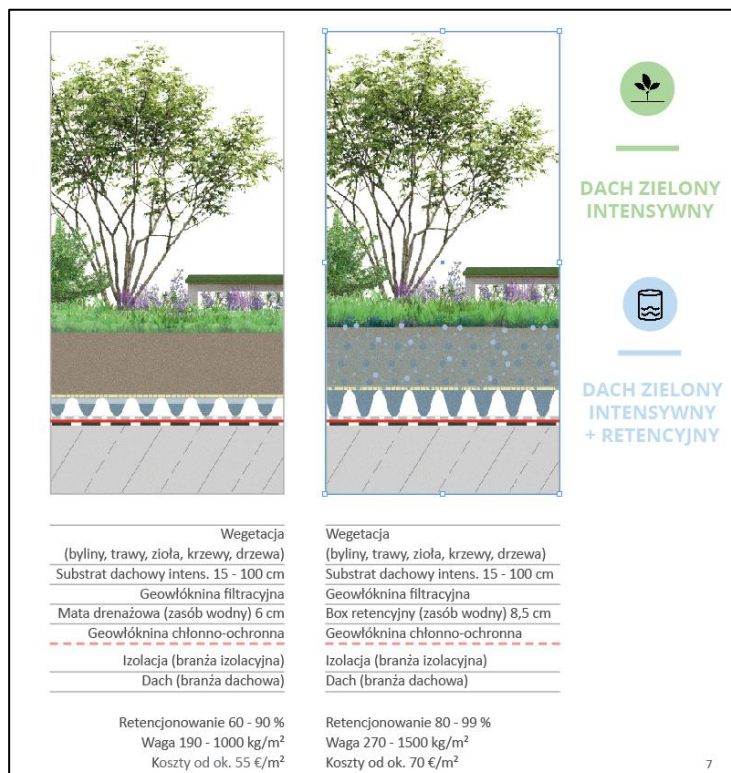 DACH ZIELONY
INTENSYWNY
DACH ZIELONY
INTENSYWNY
+ RETENCYJNY
Wegetacja
(byliny, trawy, zioła, krzewy, drzewa)
Substrat dachowy intens. 15 - 100 cm
Geowłóknina filtracyjna
Mata drenażowa (zasób wodny) 6 cm
Geowłóknina chłonno-ochronna
Izolacja (branża izolacyjna)
Dach (branża dachowa)
Retencjonowanie 60 - 90 %
Waga 190 - 1000 kg/m²
Koszty od ok. 55 €/m²
Wegetacja
(byliny, trawy, zioła, krzewy, drzewa)
Substrat dachowy intens. 15 - 100 cm
Geowłóknina filtracyjna
Box retencyjny (zasób wodny) 8,5 cm
Geowłóknina chłonno-ochronna
Izolacja (branża izolacyjna)
Dach (branża dachowa)
Retencjonowanie 80 - 99 %
Waga 270 - 1500 kg/m²
Koszty od ok. 70 €/m²
7